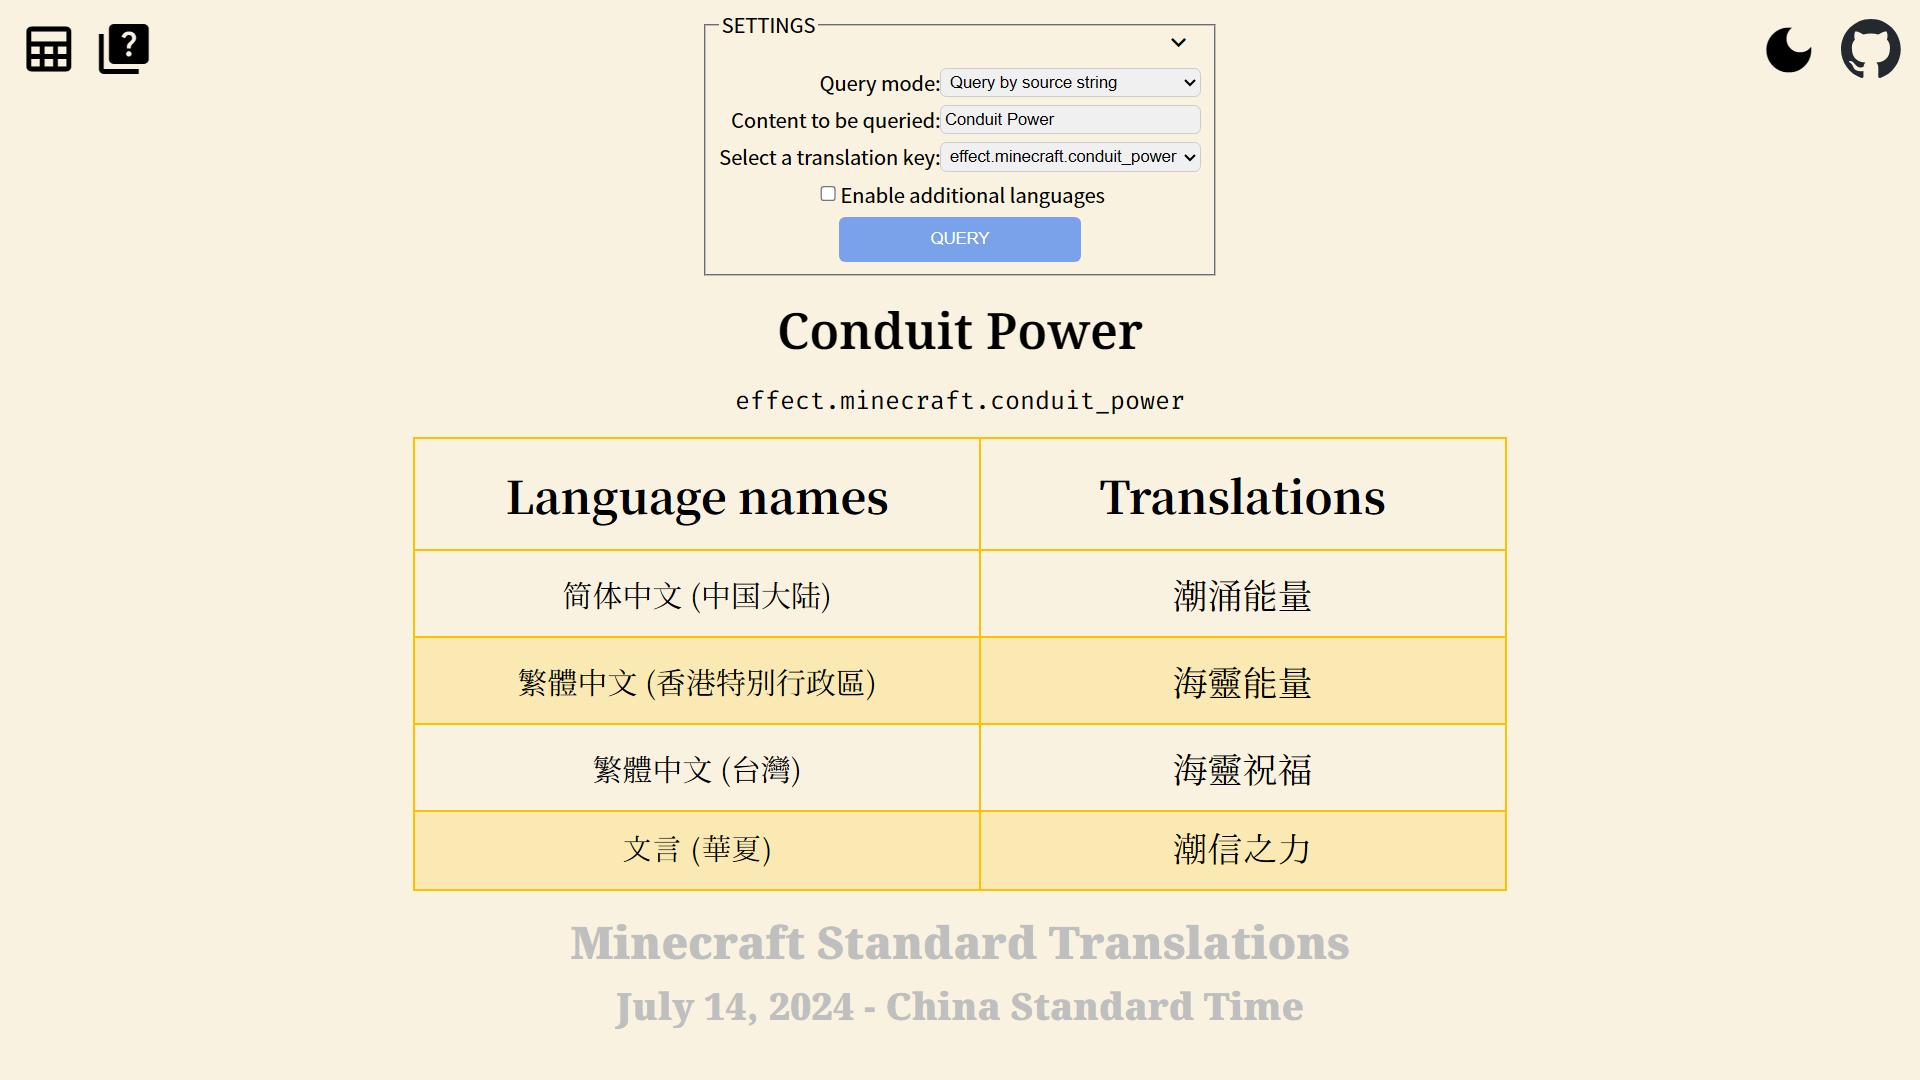 SETTINGS
Query mode: Query by source string
Content to be queried: Conduit Power
Select a translation key: effect.minecraft.conduit_power
Enable additional languages
QUERY
Conduit Power
effect.minecraft.conduit_power
Language names Translations
简体中文 (中国大陆) 潮涌能量
繁體中文 (香港特別行政區) 海靈能量
繁體中文 (台灣) 海靈祝福
文言 (華夏) 潮信之力
Minecraft Standard Translations
July 14, 2024 - China Standard Time